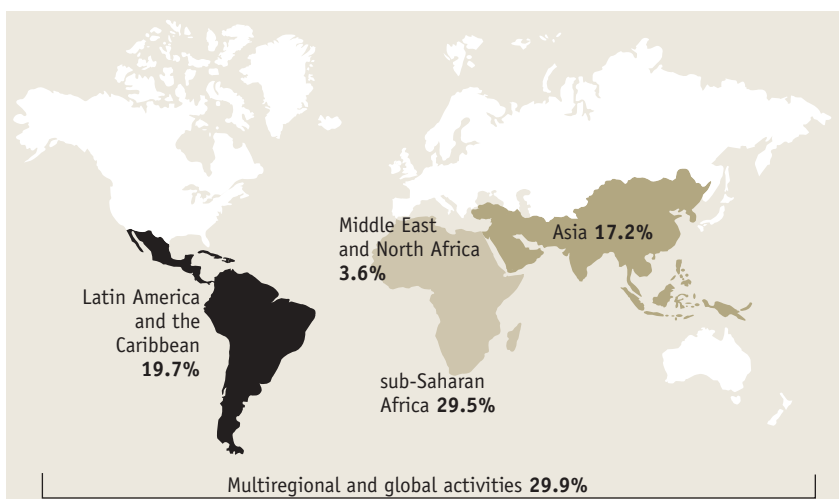 Middle East
and North Africa
3.6%
Asia 17.2%
Latin America
and the
Caribbean
19.7%
sub-Saharan
Africa 29.5%
Multiregional and global activities 29.9%